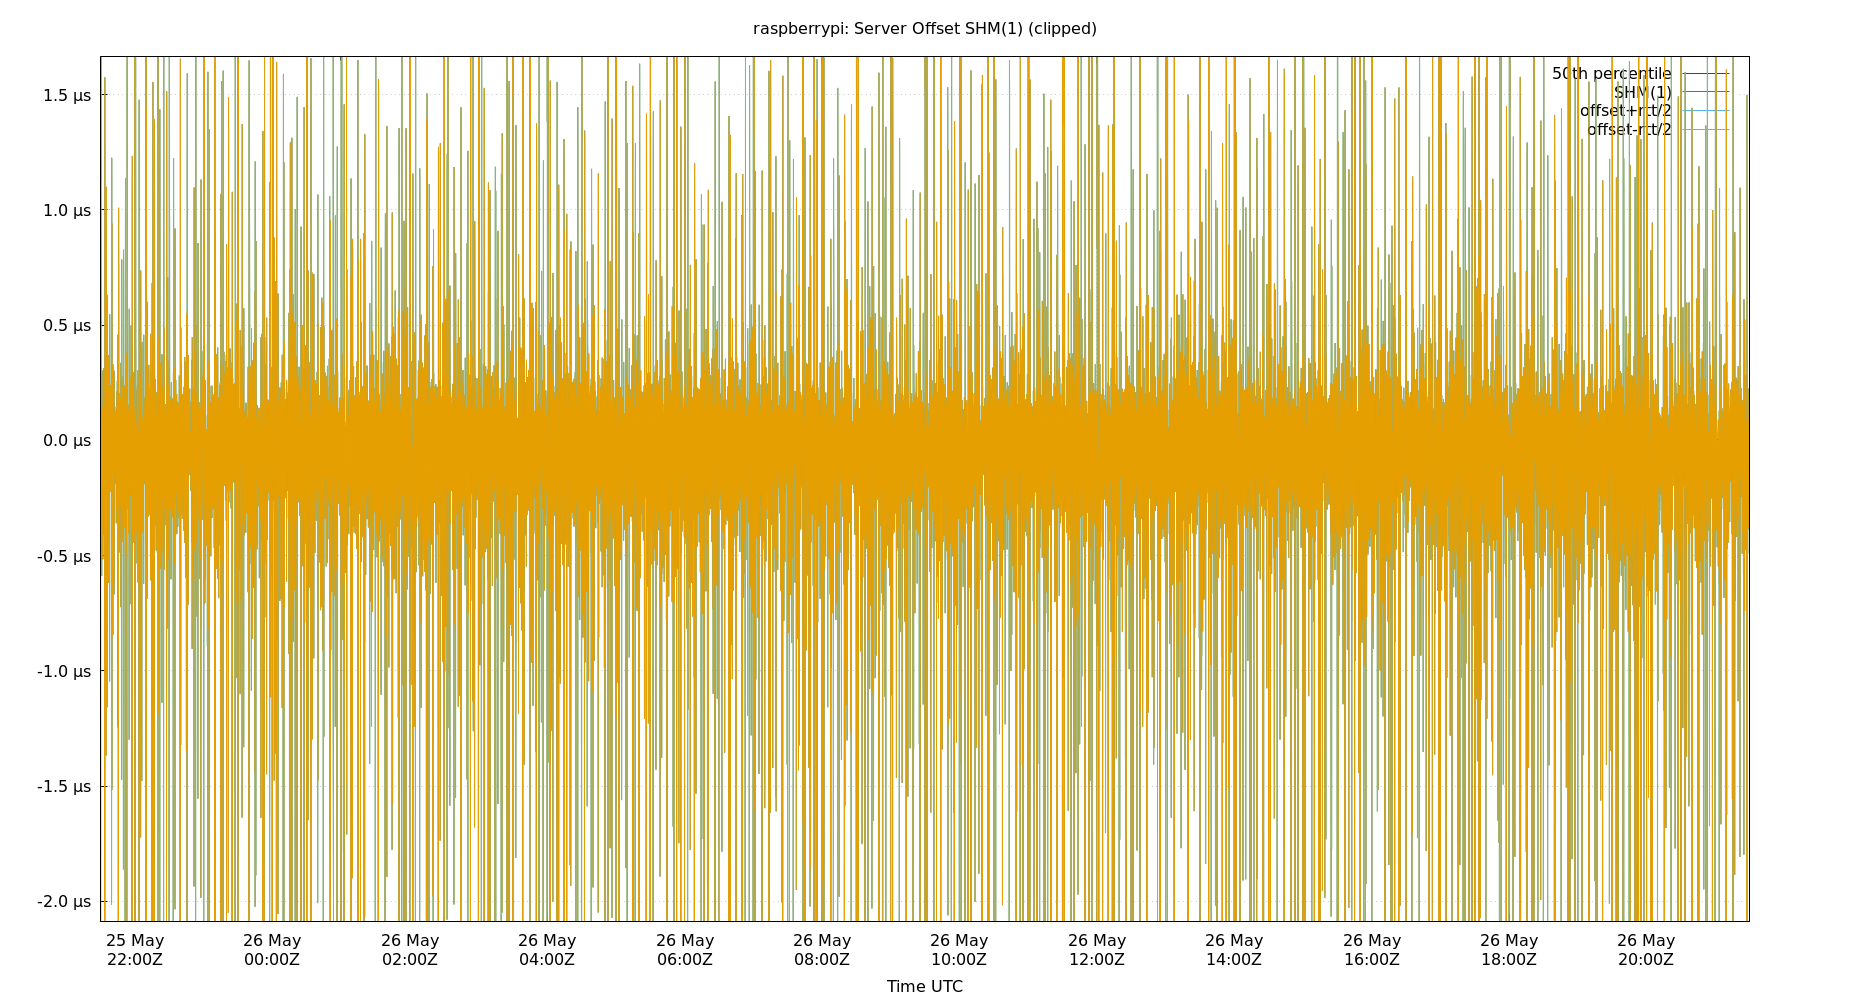 raspberrypi: Server Offset SHM(1) (clipped)
1.5 µs
1.0 µs
0.5 µs
0.0 µs
-0.5 µs
-1.0 µs
-1.5 µs
-2.0 µs
50th percentile
SHM(1)
offset+rtt/2
offset-rtt/2
25 May 26 May 26 May 26 May 26 May 26 May 26 May 26 May 26 May 26 May 26 May 26 May
22:00Z 00:00Z 02:00Z 04:00Z 06:00Z 08:00Z 10:00Z 12:00Z 14:00Z 16:00Z 18:00Z 20:00Z
Time UTC